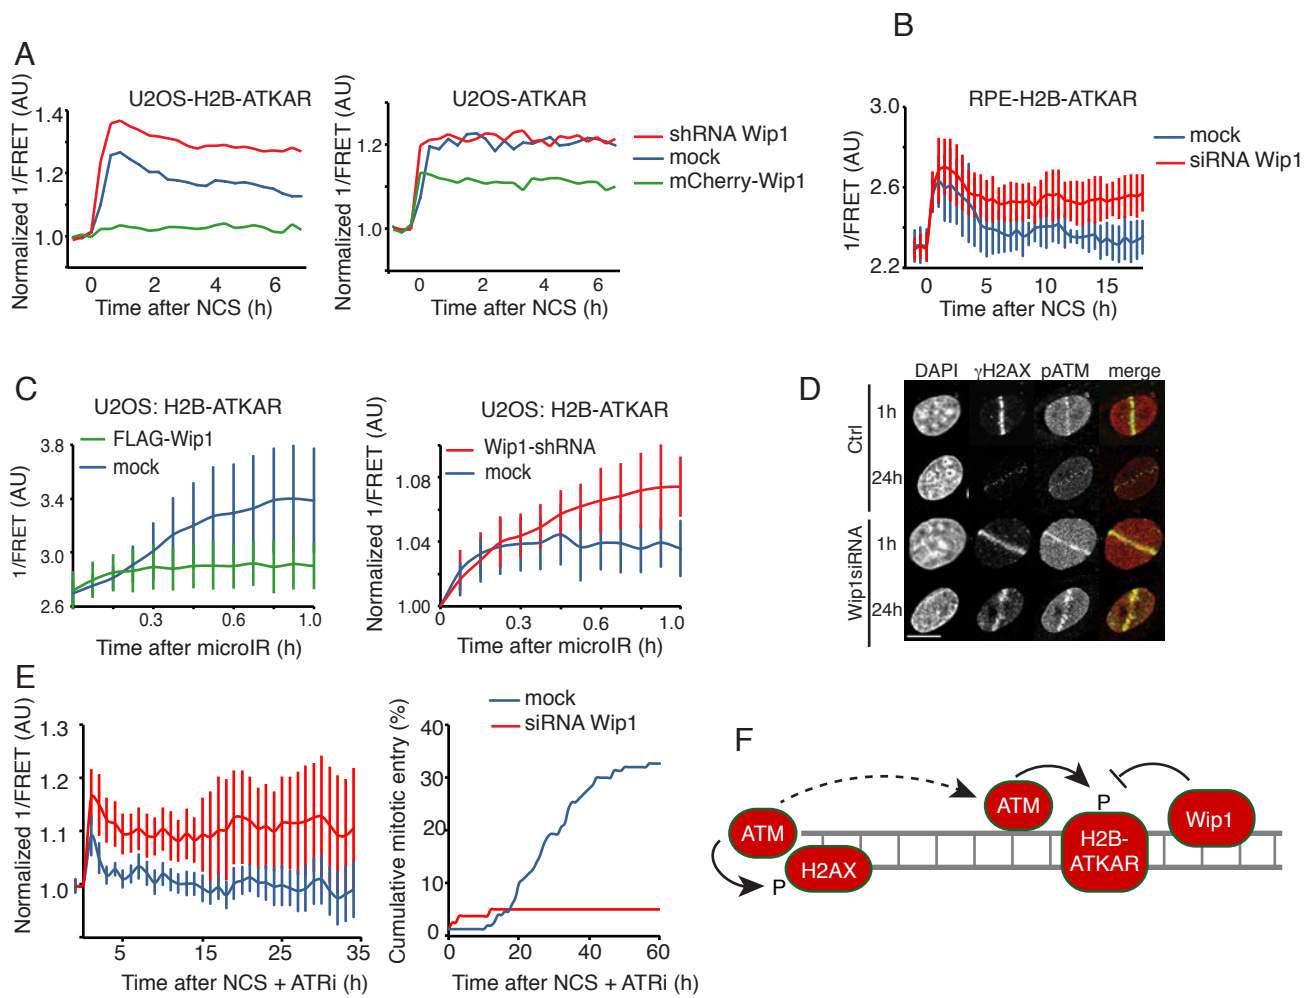 A
U2OS-H2B-ATKAR
Normalized 1/FRET (AU)
1.4
1.2
1.0
0 2 4 6
Time after NCS (h)
U2OS-ATKAR
Normalized 1/FRET (AU)
1.2
1.0
0 2 4 6
Time after NCS (h)
shRNA Wip1
mock
mCherry-Wip1
B
RPE-H2B-ATKAR
1/FRET (AU)
3.0
2.6
2.2
0 5 10 15
Time after NCS (h)
mock
siRNA Wip1
C
U2OS: H2B-ATKAR
FLAG-Wip1
mock
1/FRET (AU)
3.8
3.4
3.0
2.6
0.3 0.6 1.0
Time after microIR (h)
U2OS: H2B-ATKAR
Wip1-shRNA
mock
Normalized 1/FRET (AU)
1.08
1.04
1.00
0 0.3 0.6 1.0
Time after microIR (h)
D
DAPI γH2AX pATM merge
Ctrl
1h
24h
Wip1siRNA
1h
24h
E
Normalized 1/FRET (AU)
1.3
1.2
1.1
1.0
5 15 25 35
Time after NCS + ATRi (h)
mock
siRNA Wip1
Cumulative mitotic entry (%)
40
30
20
10
0
0 20 40 60
Time after NCS + ATRi (h)
F
ATM
P
H2AX
ATM
P
H2B-
ATKAR
Wip1